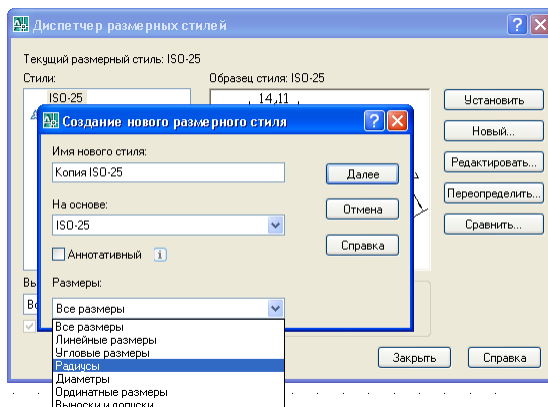 Диспетчер размерных стилей
Текущий размерный стиль: ISO-25
Стили:
Образец стиля: ISO-25
ISO-25
14,11
Установить
Новый...
Редактировать...
Переопределить...
Сравнить...
Создание нового размерного стиля
Имя нового стиля:
Копия ISO-25
Далее
На основе:
Отмена
ISO-25
Справка
Аннотативный
Размеры:
Все размеры
Все размеры
Линейные размеры
Угловые размеры
Радиусы
Диаметры
Ординатные размеры
Выноски и допуски
Закрыть
Справка